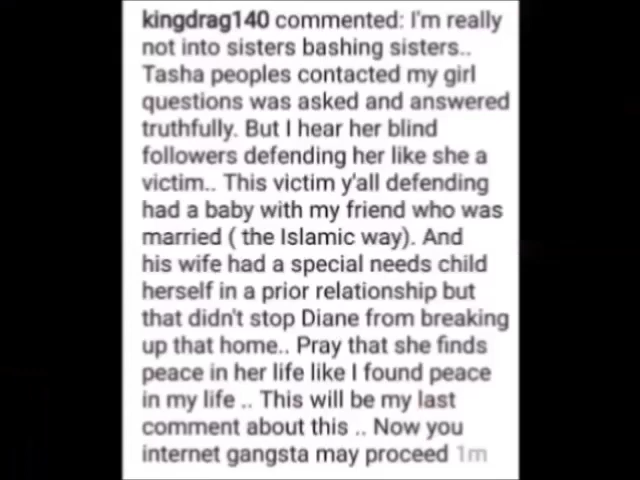 kingdrag140 commented: I'm really
not into sisters bashing sisters..
Tasha peoples contacted my girl
questions was asked and answered
truthfully. But I hear her blind
followers defending her like she a
victim.. This victim y'all defending
had a baby with my friend who was
married ( the Islamic way). And
his wife had a special needs child
herself in a prior relationship but
that didn't stop Diane from breaking
up that home.. Pray that she finds
peace in her life like I found peace
in my life .. This will be my last
comment about this .. Now you
internet gangsta may proceed 1m